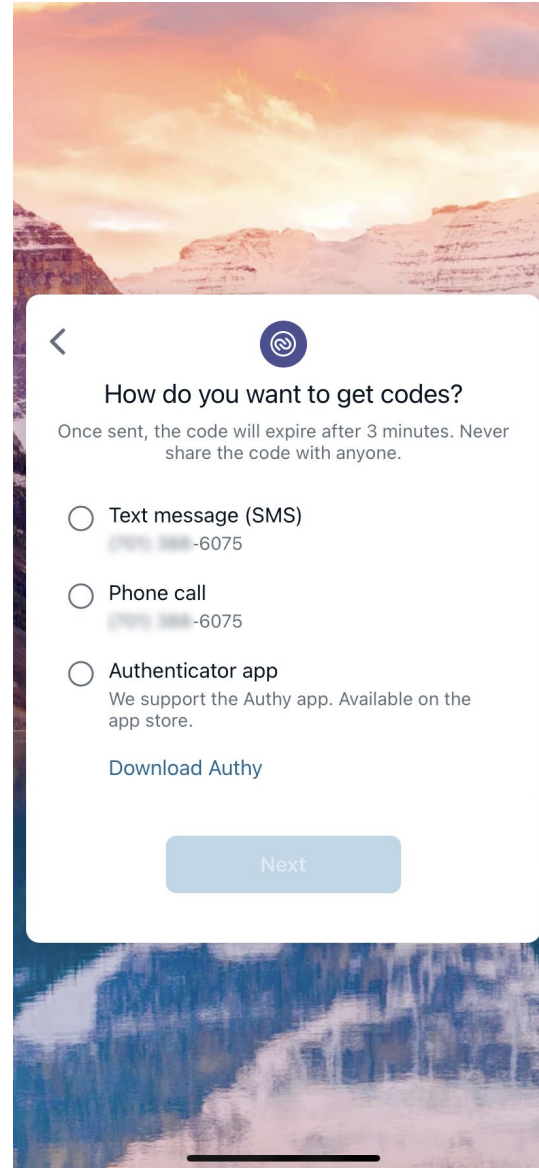 How do you want to get codes?
Once sent, the code will expire after 3 minutes. Never
share the code with anyone.
Text message (SMS)
-6075
Phone call
-6075
Authenticator app
We support the Authy app. Available on the
app store.
Download Authy
Next